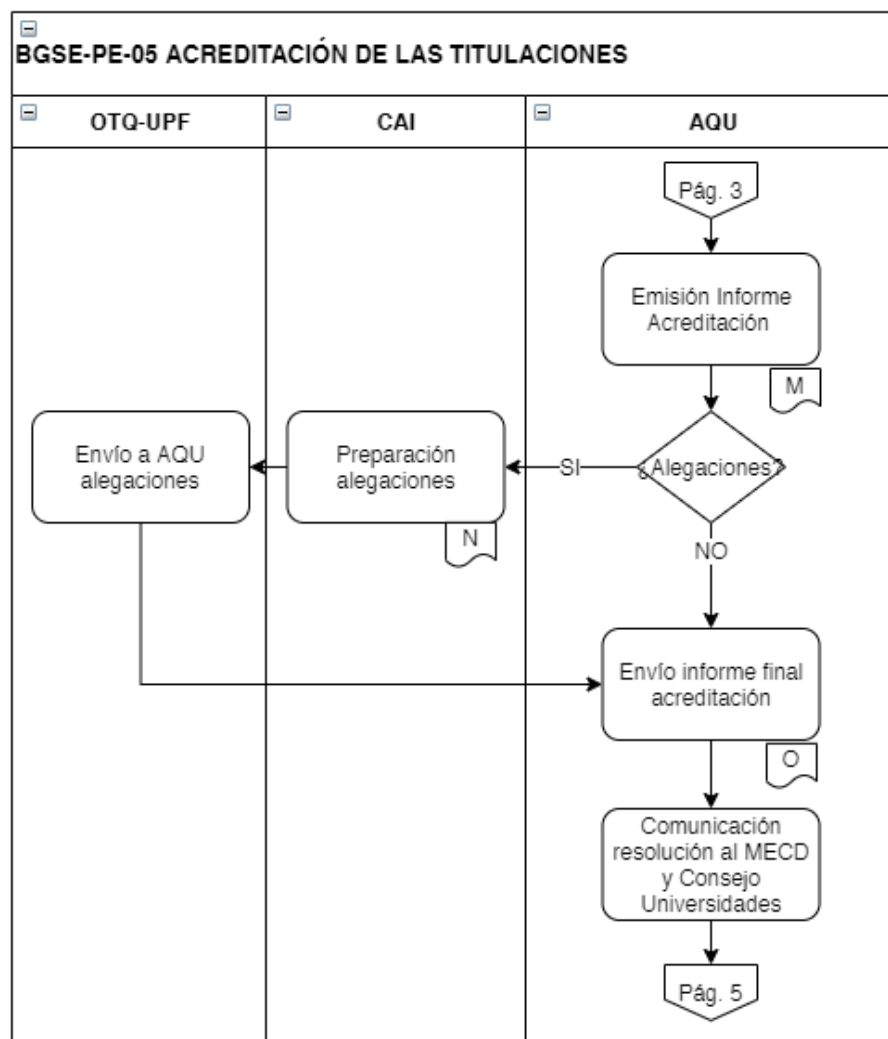 BGSE-PE-05 ACREDITACIÓN DE LAS TITULACIONES
OTQ-UPF
CAI
AQU
Pág. 3
Emisión Informe
Acreditación
M
Envío a AQU
alegaciones
Preparación
alegaciones
SI
¿Alegaciones?
N
NO
Envío informe final
acreditación
O
Comunicación
resolución al MECD
y Consejo
Universidades
Pág. 5